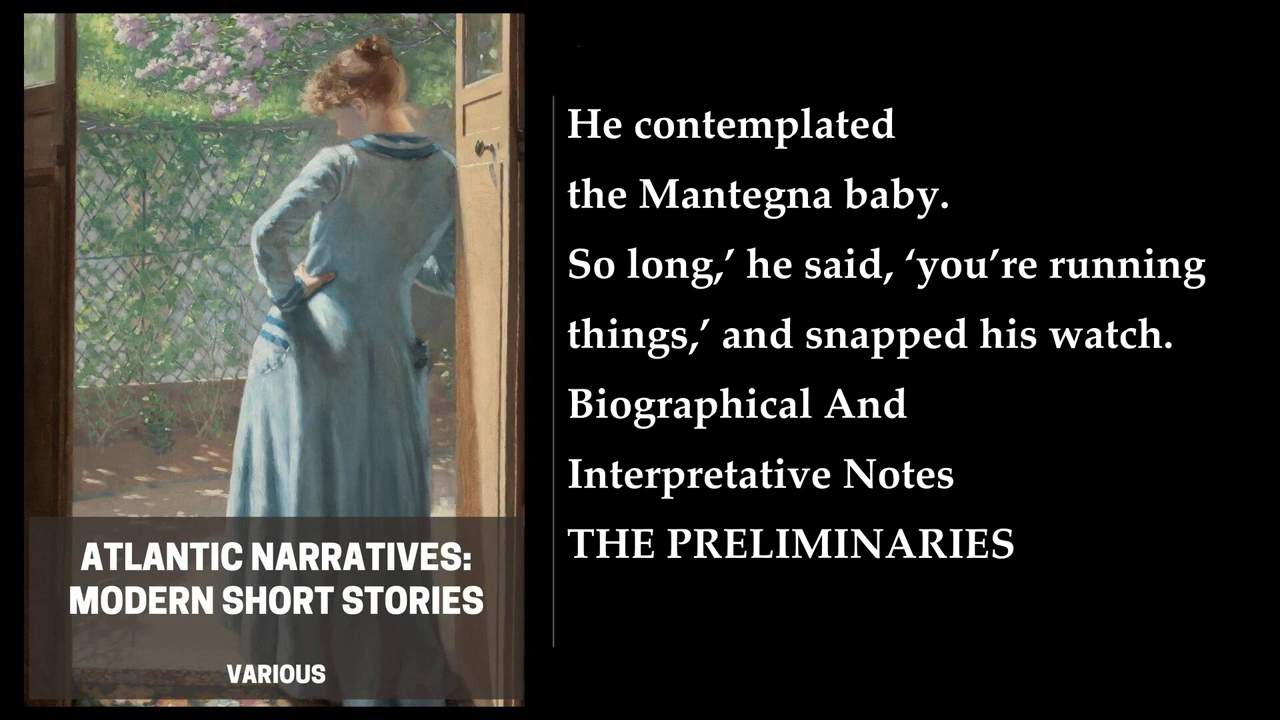 ATLANTIC NARRATIVES:
MODERN SHORT STORIES
VARIOUS
He contemplated
the Mantegna baby.
So long,’ he said, ‘you’re running
things,’ and snapped his watch.
Biographical And
Interpretative Notes
THE PRELIMINARIES